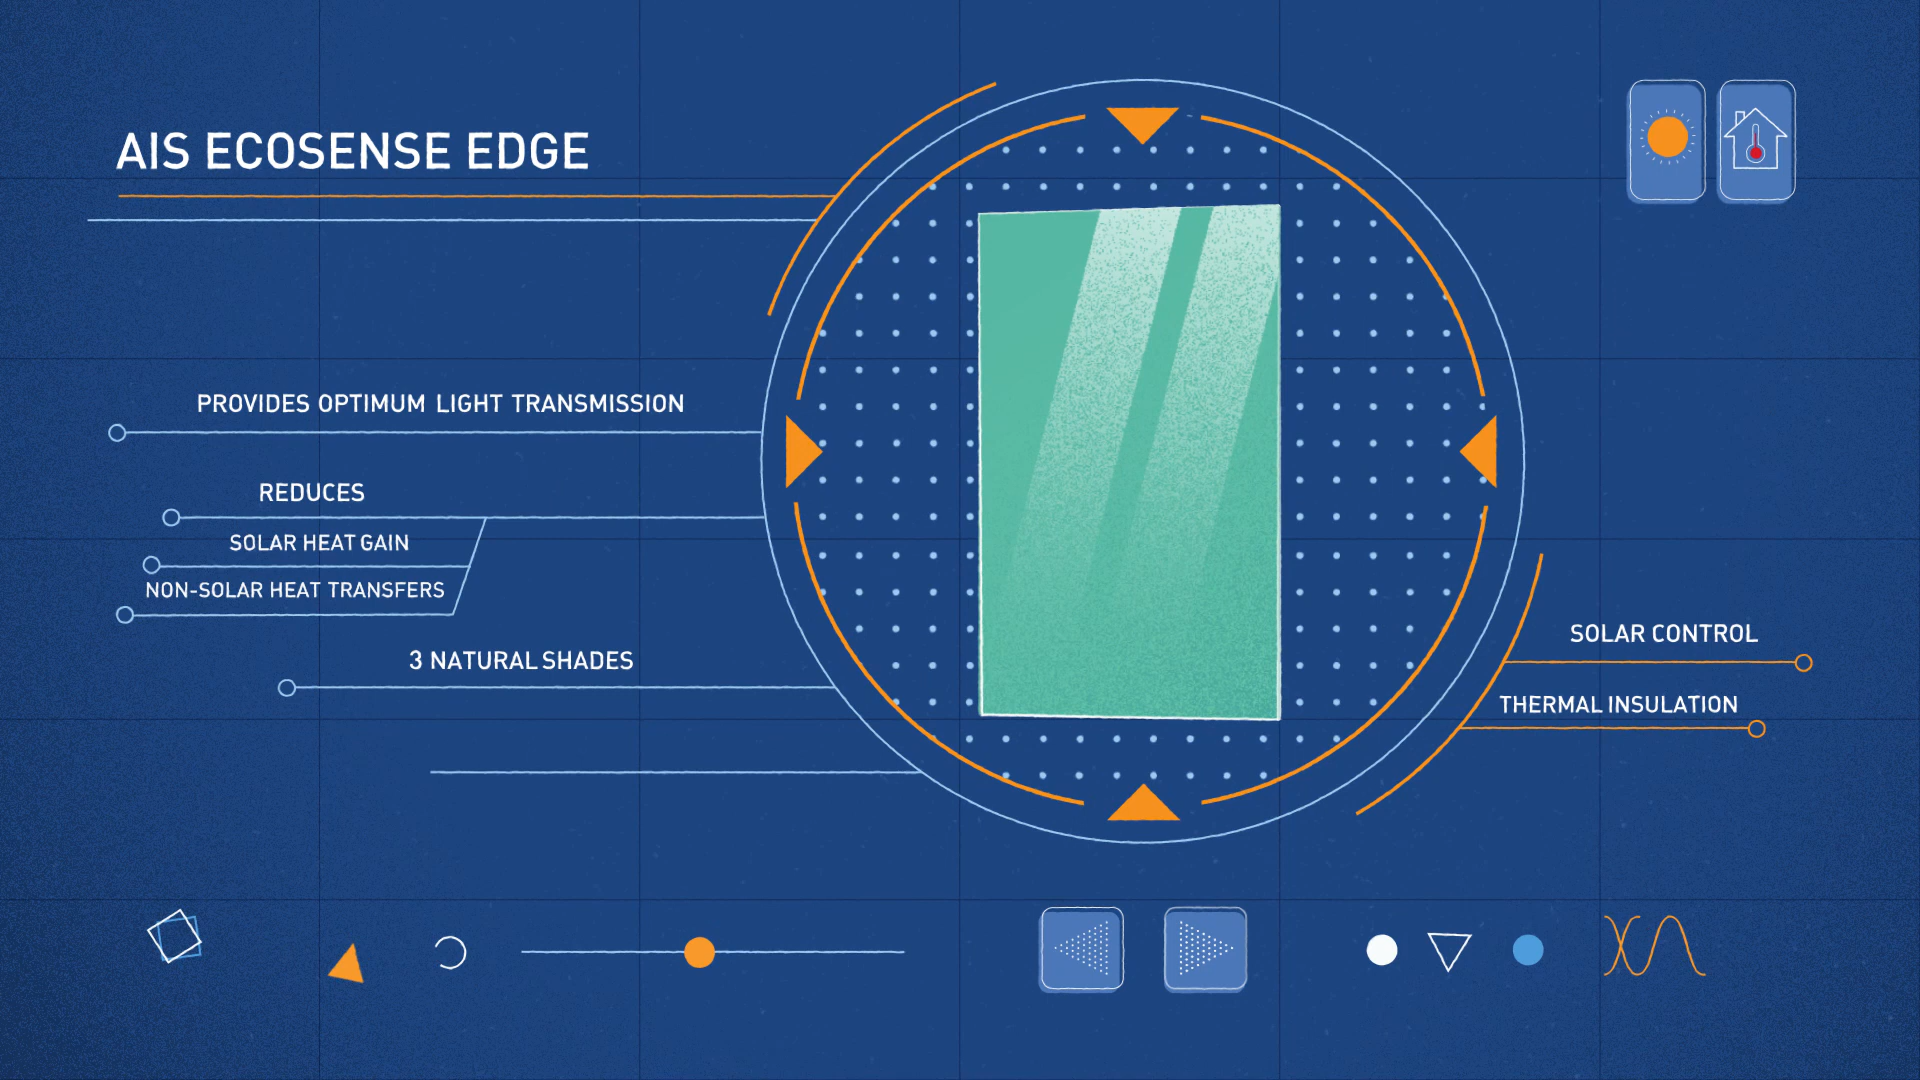 AIS ECOSENSE EDGE
PROVIDES OPTIMUM LIGHT TRANSMISSION
REDUCES
SOLAR HEAT GAIN
NON-SOLAR HEAT TRANSFERS
3 NATURAL SHADES
SOLAR CONTROL
THERMAL INSULATION